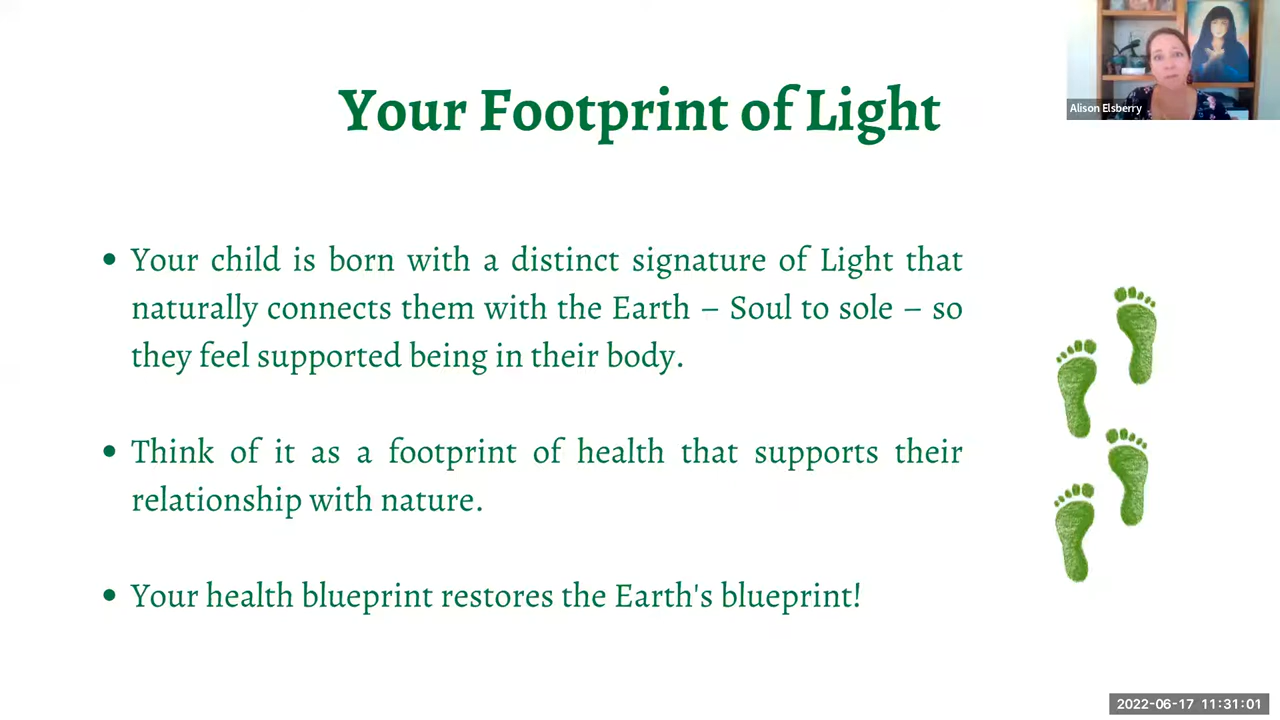 Your Footprint of Light
Alison Elsberry
• Your child is born with a distinct signature of Light that
naturally connects them with the Earth – Soul to sole – so
they feel supported being in their body.
• Think of it as a footprint of health that supports their
relationship with nature.
• Your health blueprint restores the Earth's blueprint!
2022-06-17 11:31:01